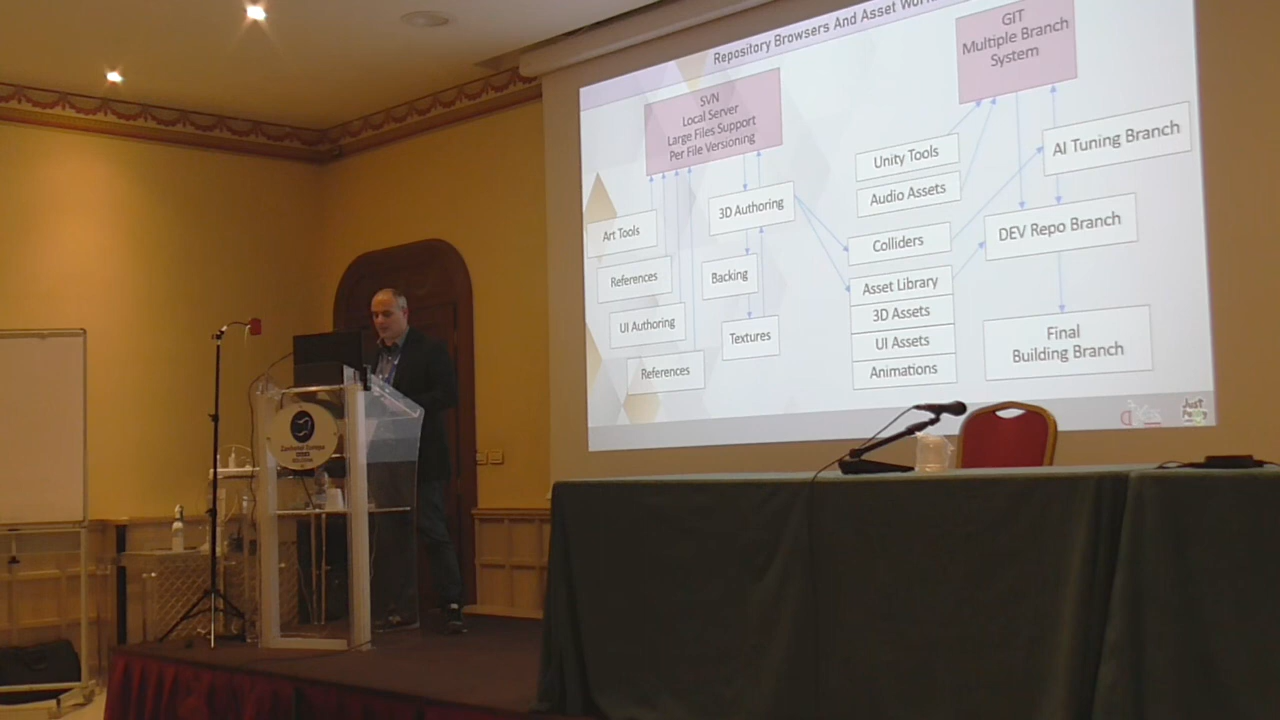 Repository Browsers And Asset
SVN
Local Server
Large Files Support
Per File Versioning
GIT
Multiple Branch
System
Art Tools
References
UI Authoring
References
3D Authoring
Backing
Textures
Unity Tools
Audio Assets
Colliders
Asset Library
3D Assets
UI Assets
Animations
AI Tuning Branch
DEV Repo Branch
Final
Building Branch
Just
Zanhotel Europa